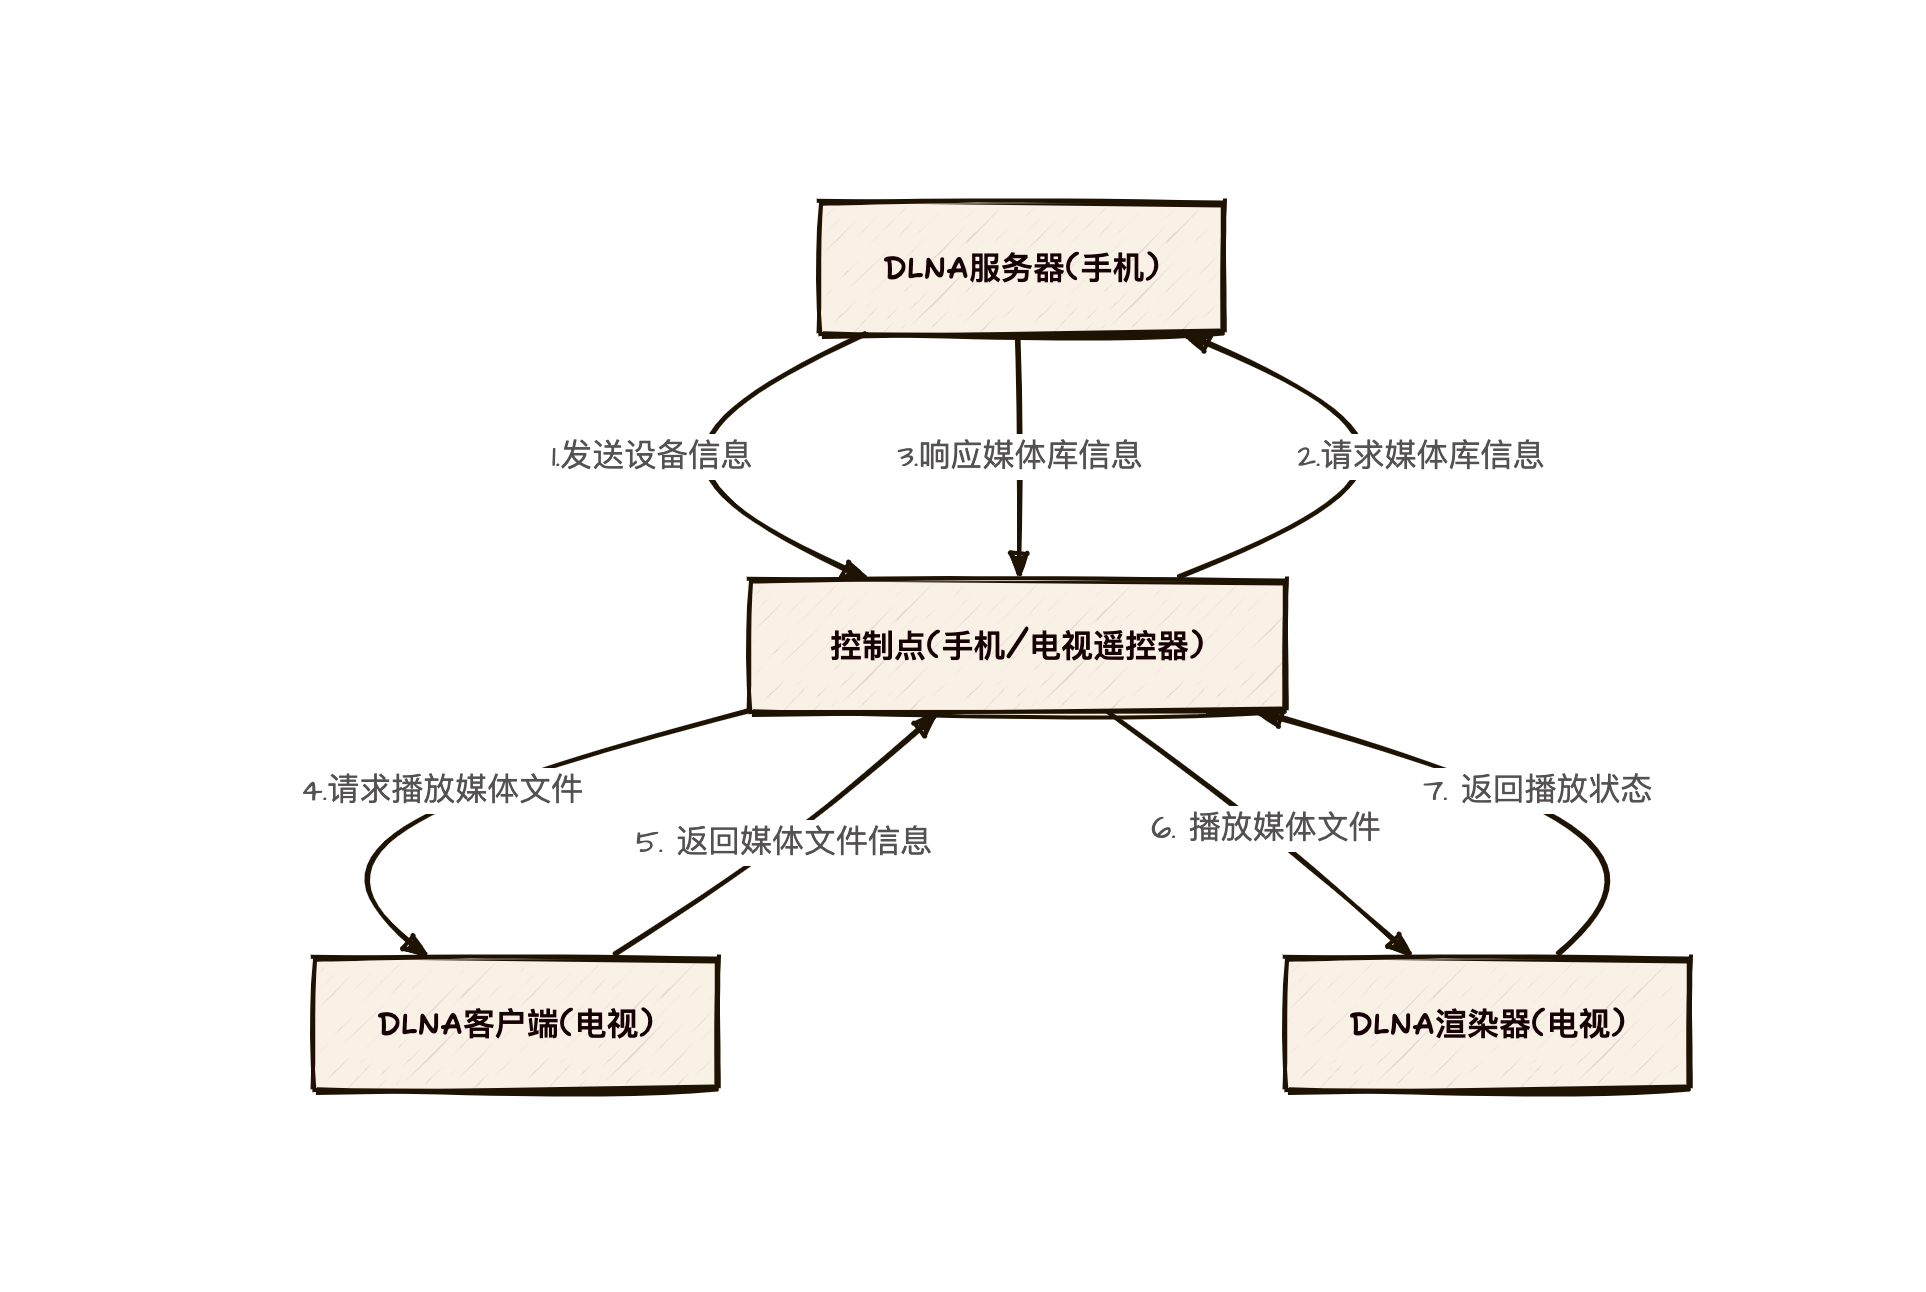 DLNA服务器(手机)
1.发送设备信息
3.响应媒体库信息
2.请求媒体库信息
控制点(手机/电视遥控器)
4.请求播放媒体文件
7. 返回播放状态
5. 返回媒体文件信息
6. 播放媒体文件
DLNA客户端(电视)
DLNA渲染器(电视)